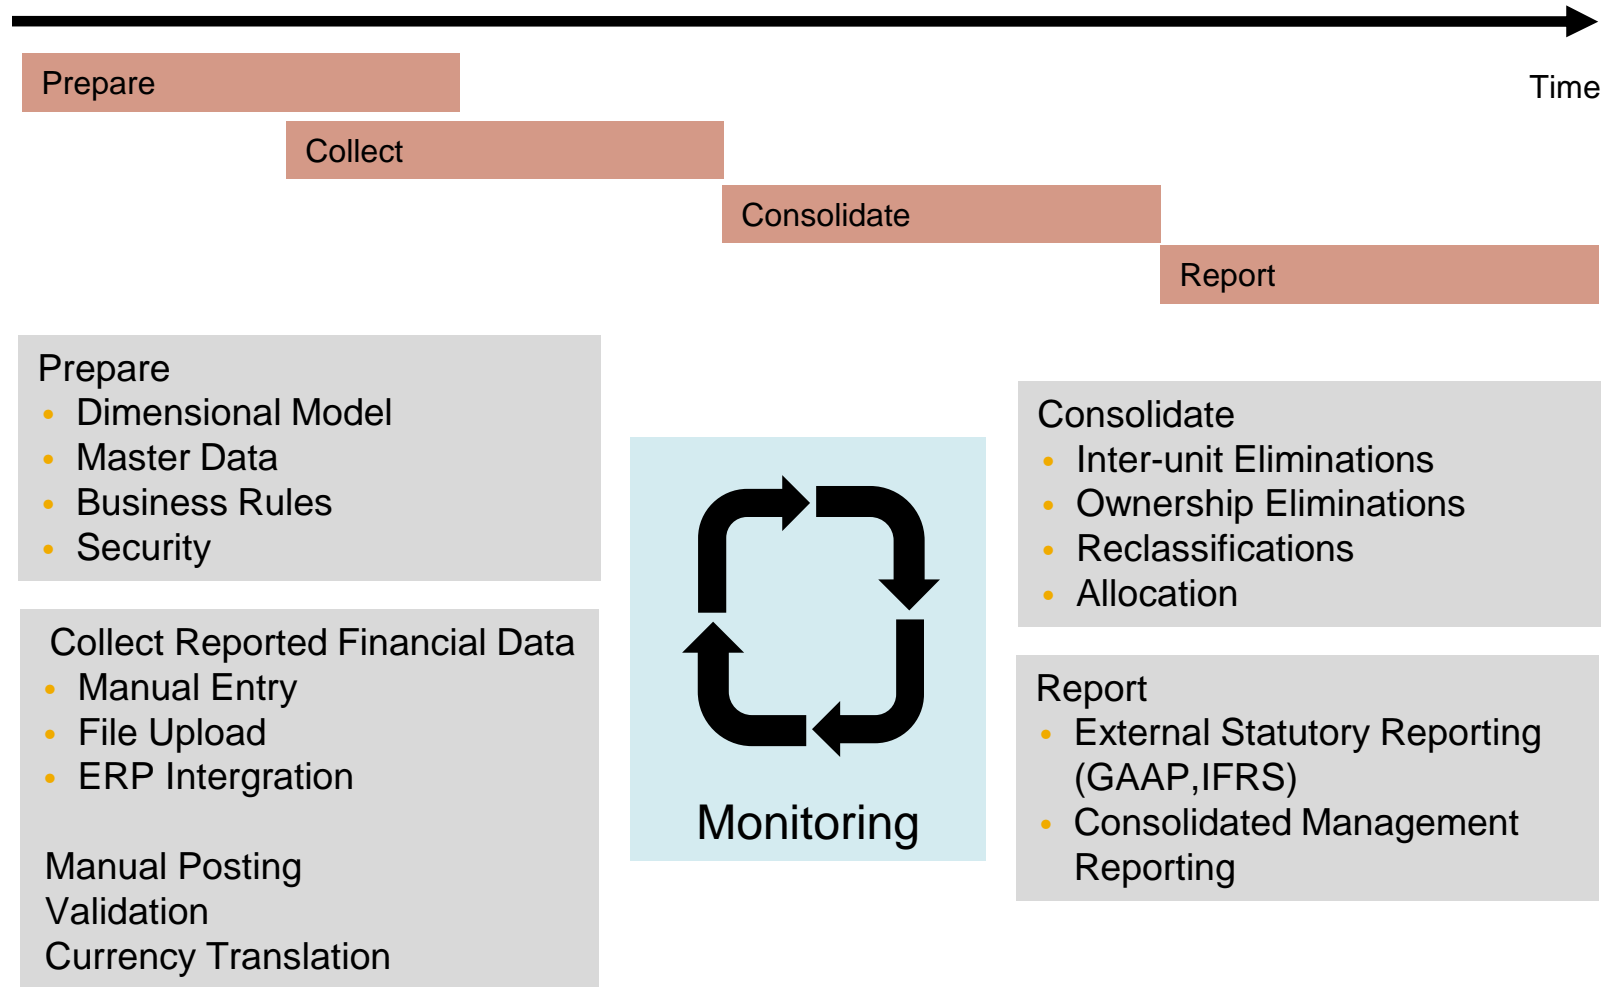 Prepare
Time
Collect
Consolidate
Report
Prepare
• Dimensional Model
• Master Data
• Business Rules
• Security
Collect Reported Financial Data
• Manual Entry
• File Upload
• ERP Intergration
Manual Posting
Validation
Currency Translation
Monitoring
Consolidate
• Inter-unit Eliminations
• Ownership Eliminations
• Reclassifications
• Allocation
Report
• External Statutory Reporting
(GAAP,IFRS)
• Consolidated Management
Reporting